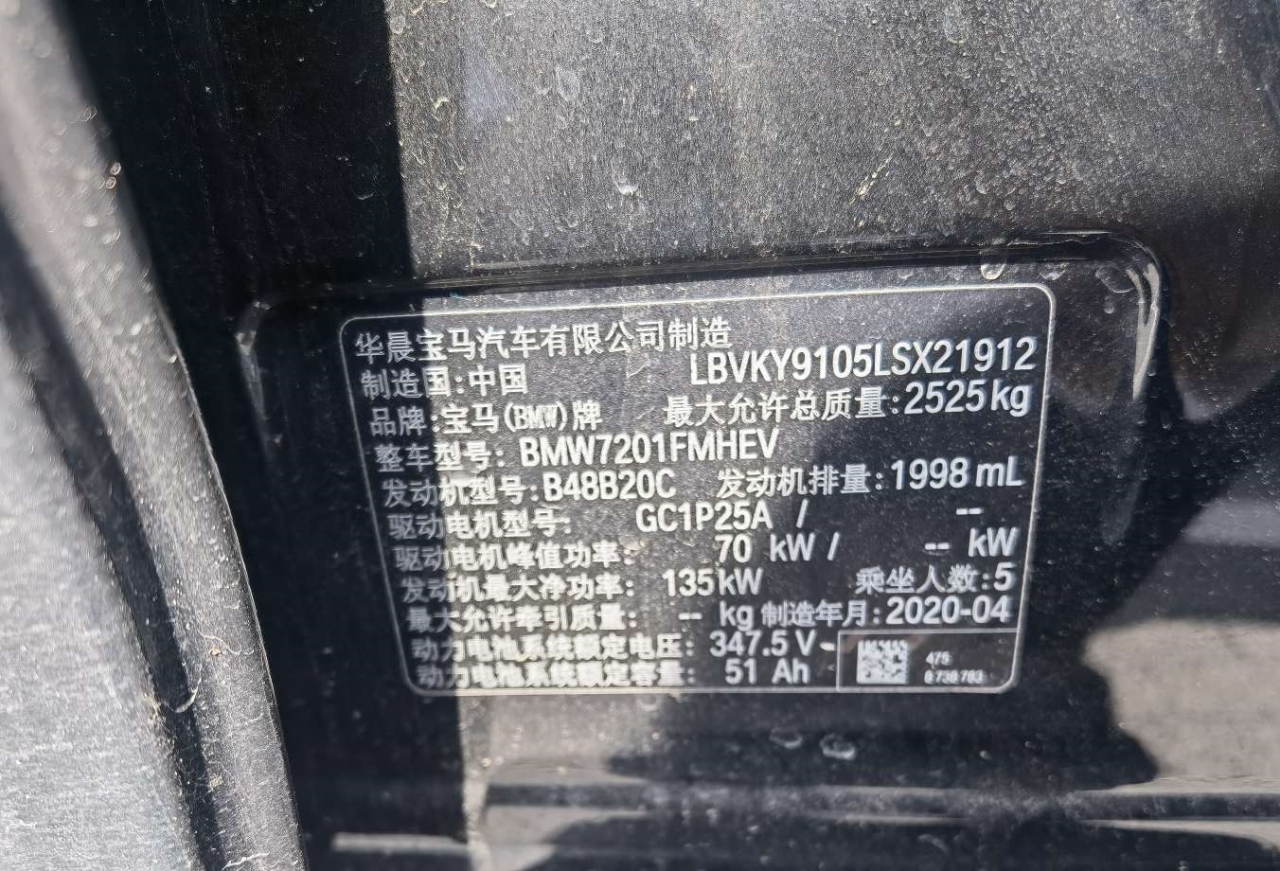 华晨宝马汽车有限公司制造
LBVKY9105LSX21912
制造国:中国
品牌:宝马(BMW)牌 最大允许总质量:2525kg
整车型号:BMW7201FMHEV
发动机型号:B48B20C 发动机排量:1998 mL
驱动电机型号: GC1P25A / --
驱动电机峰值功率: 70 kW / -- kW
发动机最大净功率: 135kW 乘坐人数:5
最大允许牵引质量: -- kg 制造年月:2020-04
动力电池系统额定电压: 347.5 V
动力电池系统额定容量: 51 Ah
475